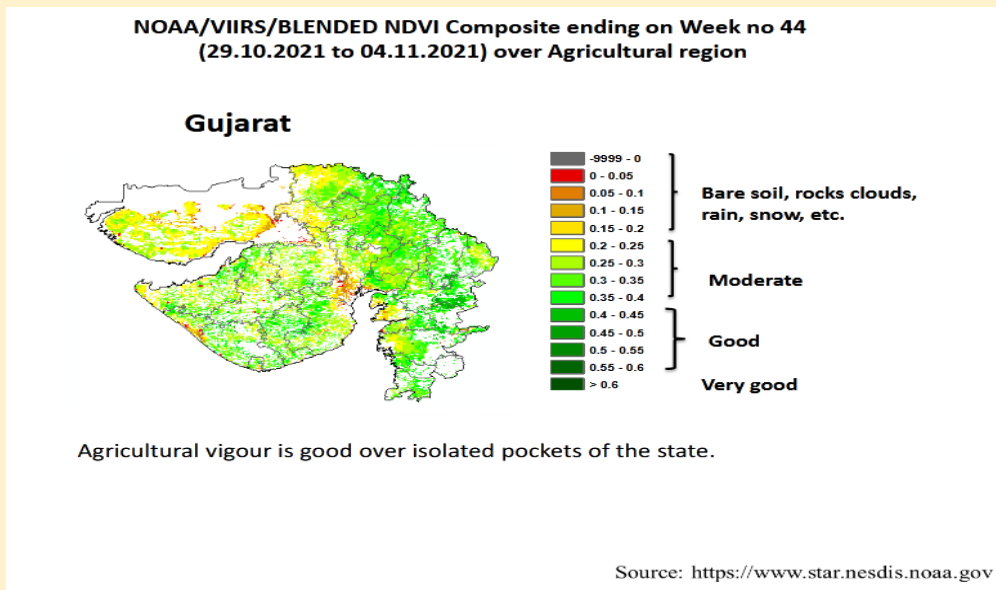 NOAA/VIIRS/BLENDED NDVI Composite ending on Week no 44
(29.10.2021 to 04.11.2021) over Agricultural region
Gujarat
-9999 - 0
0 - 0.05
0.05 - 0.1
0.1 - 0.15
0.15 - 0.2
0.2 - 0.25
0.25 - 0.3
0.3 - 0.35
0.35 - 0.4
0.4 - 0.45
0.45 - 0.5
0.5 - 0.55
0.55 - 0.6
> 0.6
Bare soil, rocks clouds,
rain, snow, etc.
Moderate
Good
Very good
Agricultural vigour is good over isolated pockets of the state.
Source: https://www.star.nesdis.noaa.gov